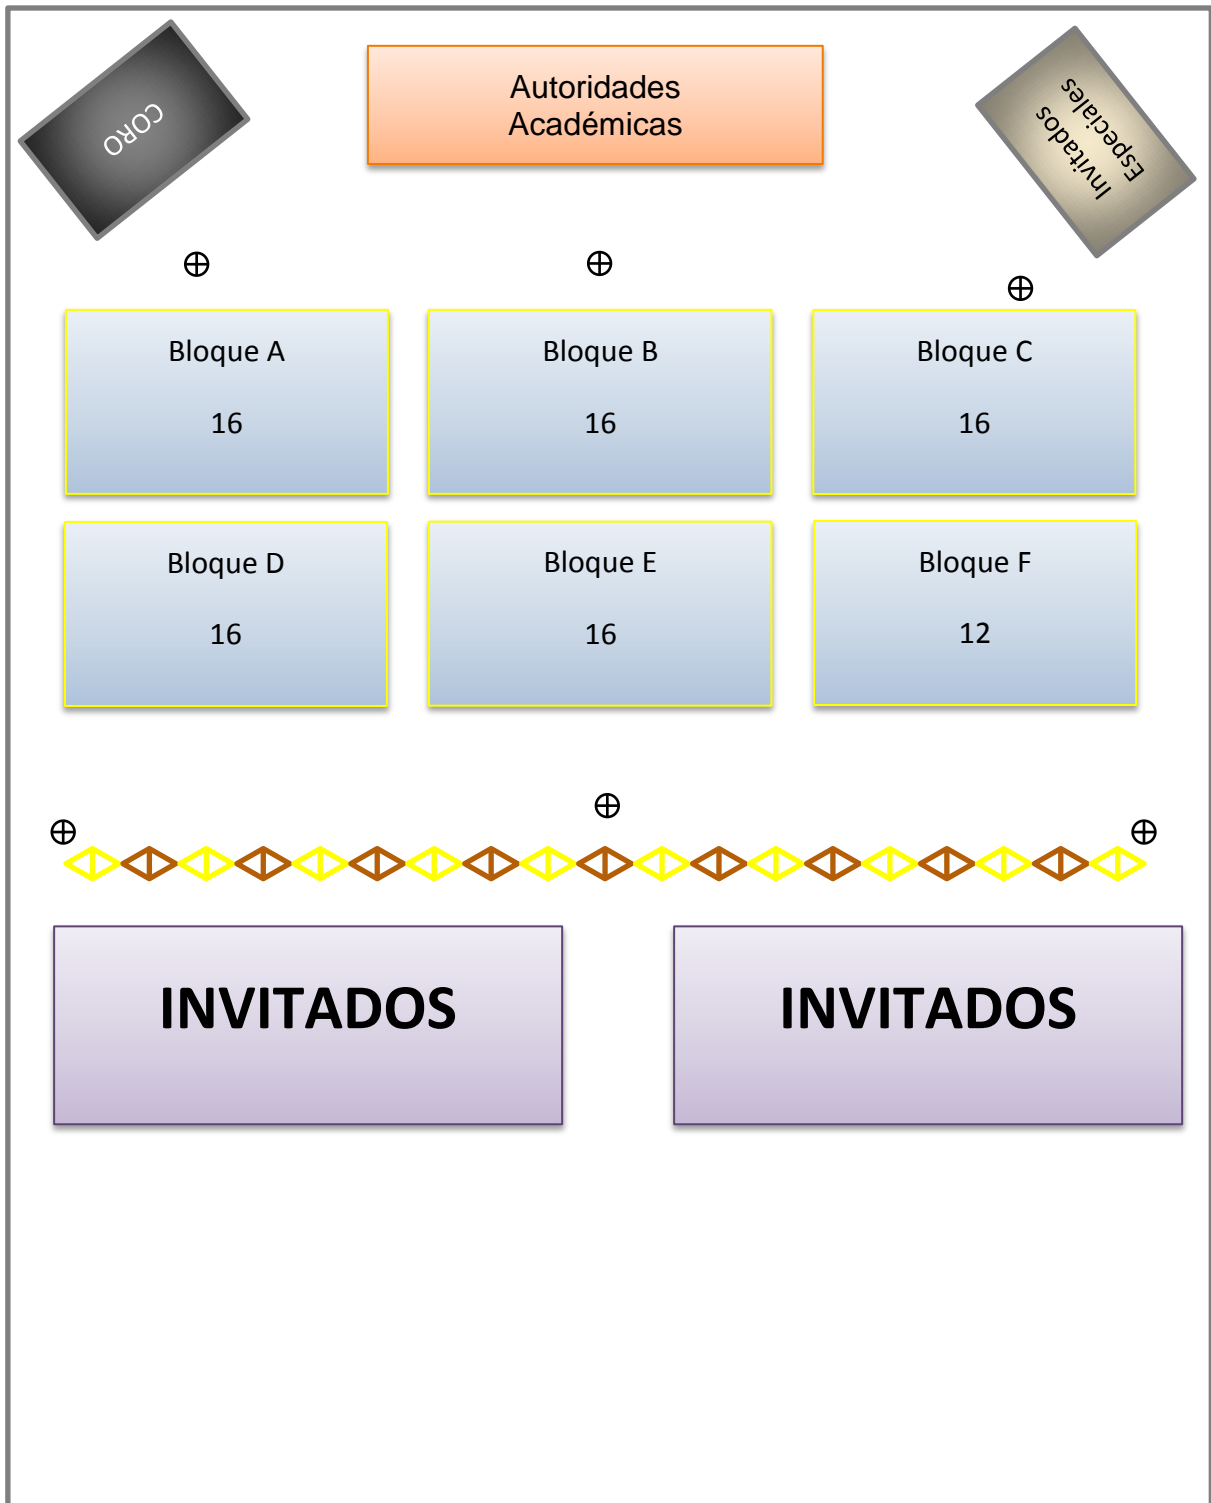 CORO
Autoridades
Académicas
Invitados
Especiales
Bloque A
16
Bloque B
16
Bloque C
16
Bloque D
16
Bloque E
16
Bloque F
12
INVITADOS
INVITADOS